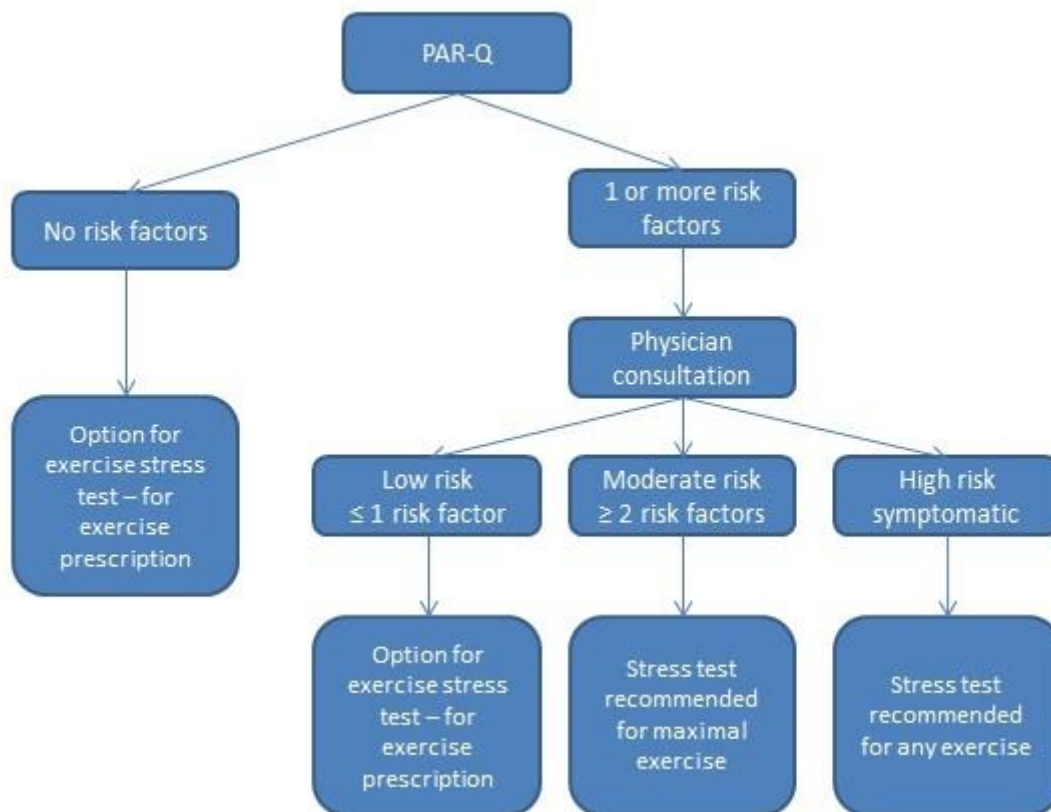 PAR-Q
No risk factors
1 or more risk
factors
Physician
consultation
Option for
exercise stress
test – for
exercise
prescription
Low risk
≤ 1 risk factor
Moderate risk
≥ 2 risk factors
High risk
symptomatic
Option for
exercise stress
test – for
exercise
prescription
Stress test
recommended
for maximal
exercise
Stress test
recommended
for any exercise